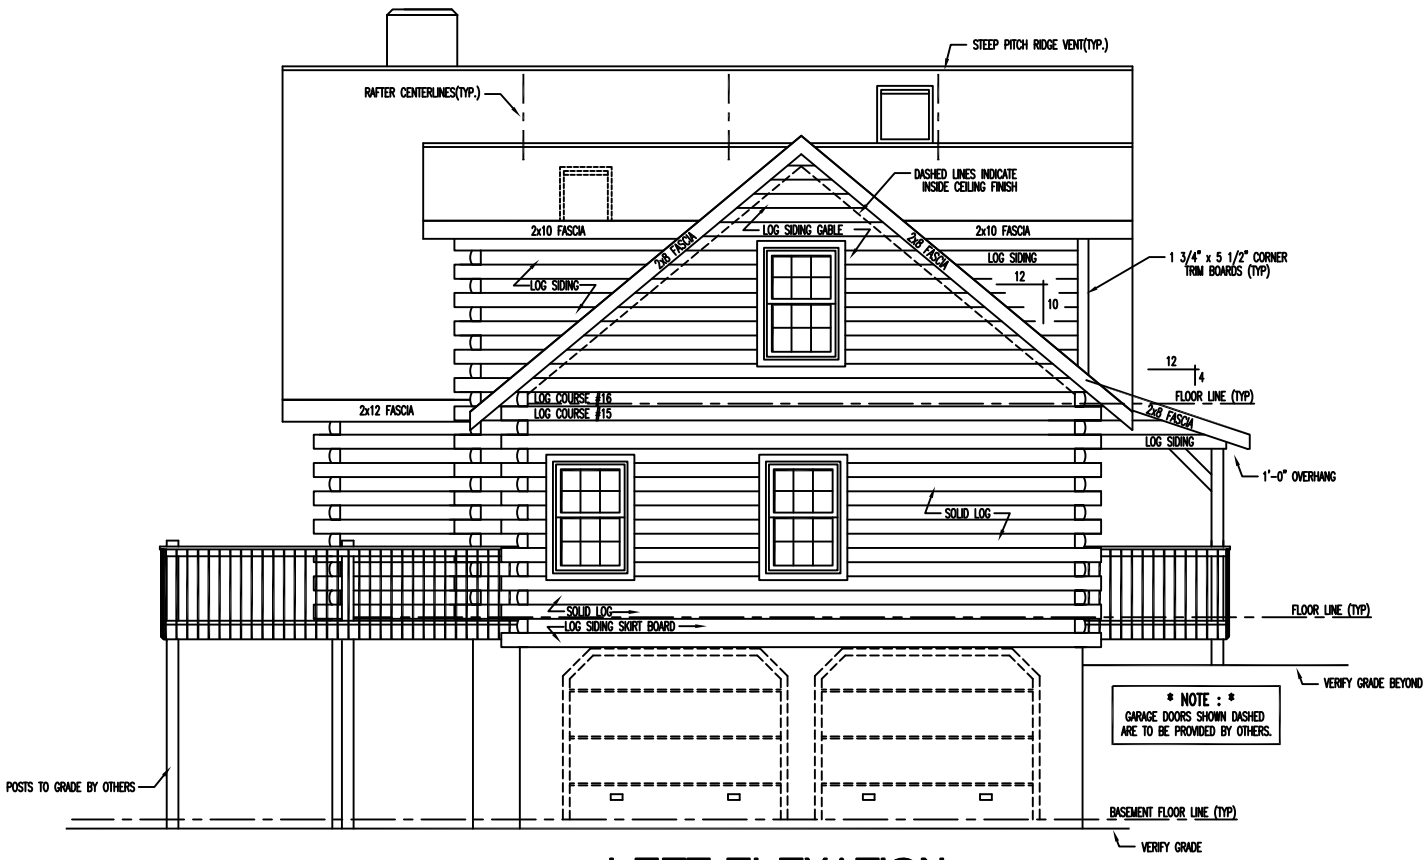 STEEP PITCH RIDGE VENT(TYP.)
RAFTER CENTERLINES(TYP.)
DASHED LINES INDICATE
INSIDE CEILING FINISH
2x10 FASCIA
2x8 FASCIA
LOG SIDING GABLE
2x8 FASCIA
2x10 FASCIA
LOG SIDING
1 3/4" x 5 1/2" CORNER
TRIM BOARDS (TYP)
12
10
LOG SIDING
12
4
FLOOR LINE (TYP)
LOG COURSE #16
LOG COURSE #15
2x12 FASCIA
2x8 FASCIA
LOG SIDING
1'-0" OVERHANG
SOLID LOG
SOLID LOG
FLOOR LINE (TYP)
LOG SIDING SKIRT BOARD
VERIFY GRADE BEYOND
* NOTE : *
GARAGE DOORS SHOWN DASHED
ARE TO BE PROVIDED BY OTHERS.
POSTS TO GRADE BY OTHERS
BASEMENT FLOOR LINE (TYP)
VERIFY GRADE
LEFT ELEVATION